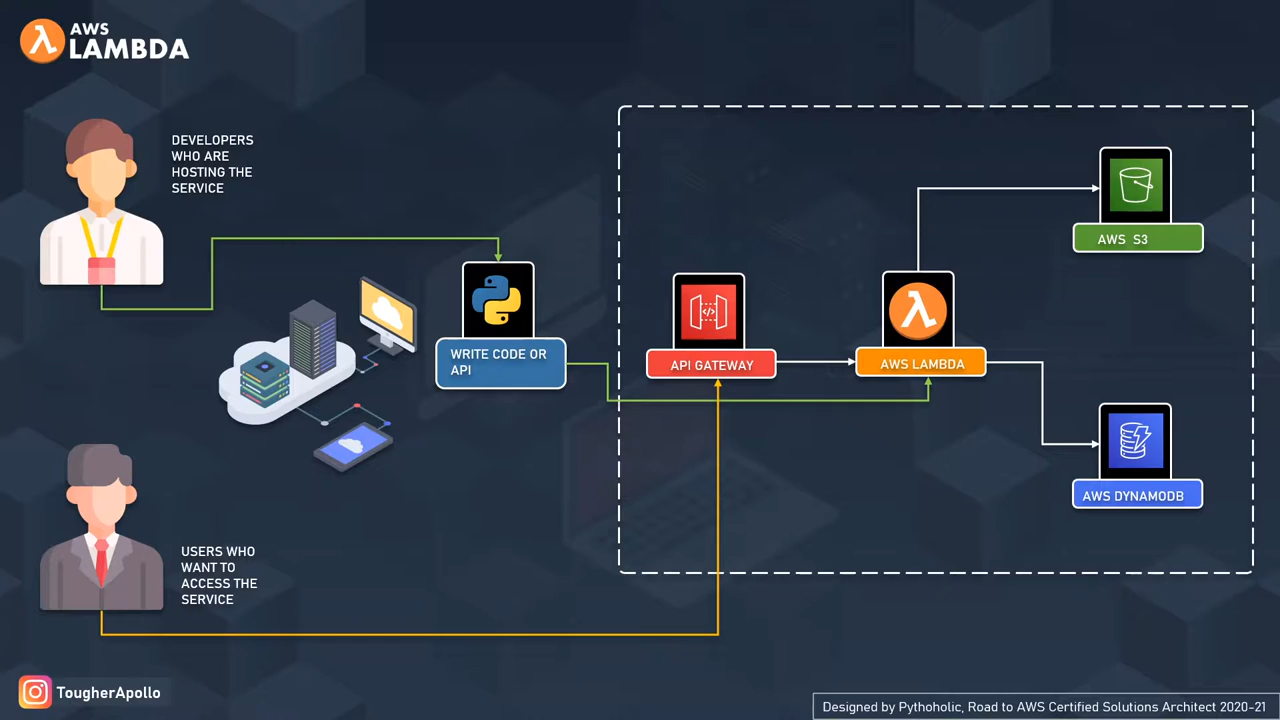 AWS
LAMBDA
DEVELOPERS
WHO ARE
HOSTING THE
SERVICE
WRITE CODE OR
API
API GATEWAY
AWS LAMBDA
AWS S3
AWS DYNAMODB
USERS WHO
WANT TO
ACCESS THE
SERVICE
TougherApollo
Designed by Pythoholic, Road to AWS Certified Solutions Architect 2020-21